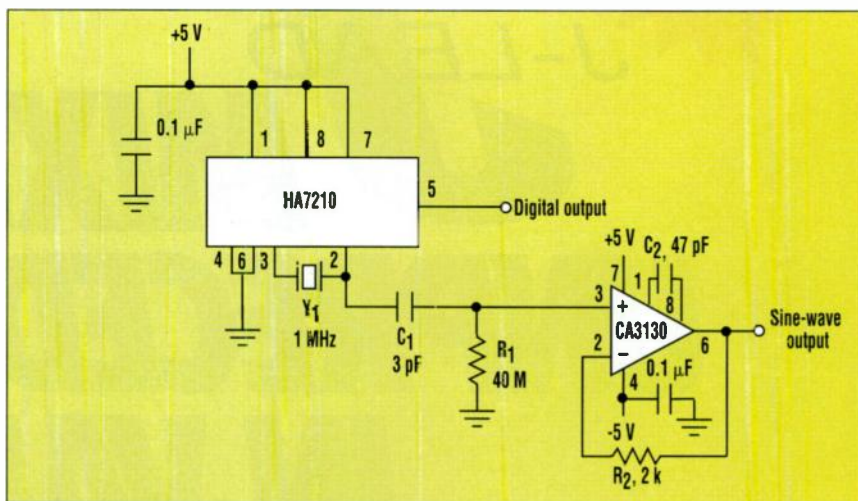 J-LEAD
+5 V
0.1 μF
1
8
7
HA7210
5
Digital output
4
6
3
2
Y1
1 MHz
C1
3 pF
R1
40 M
+5 V
C2, 47 pF
7
1
8
3
+
CA3130
2
−
6
Sine-wave
output
4
0.1 μF
-5 V
R2, 2 k